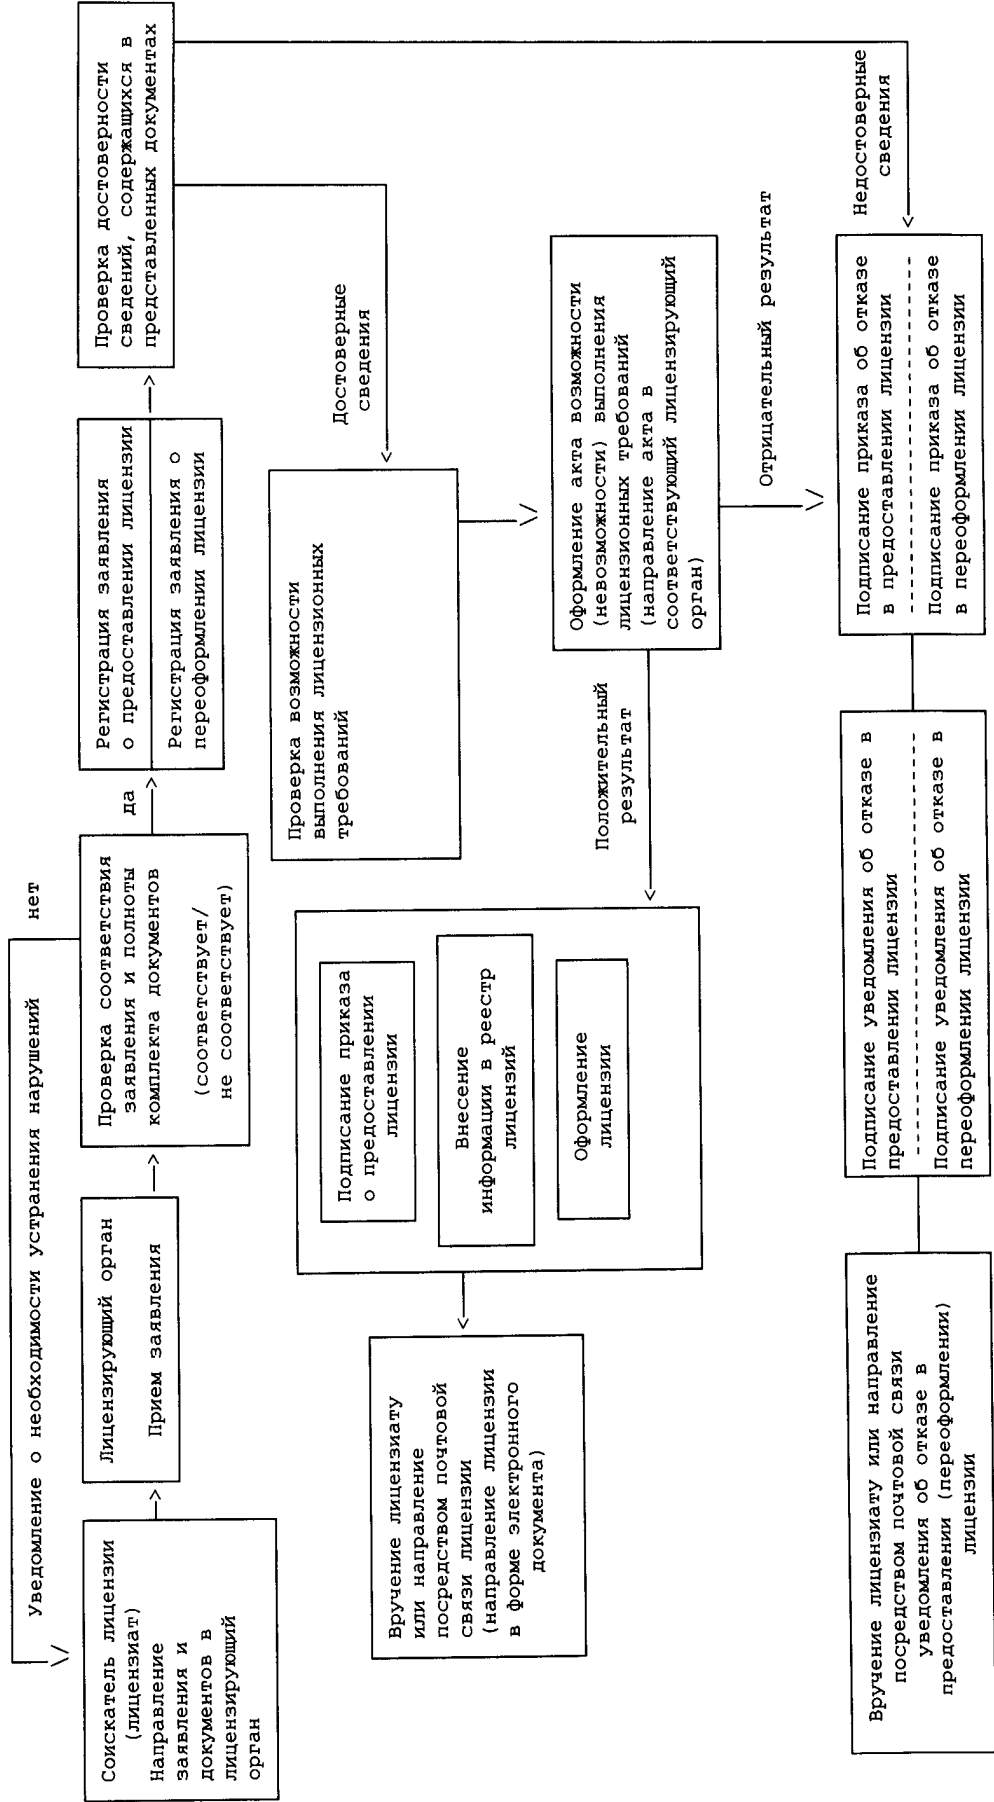 Уведомление о необходимости устранения нарушений
нет
Соискатель лицензии
(лицензиат)
Направление
заявления и
документов в
лицензирующий
орган
Лицензирующий орган
Прием заявления
Проверка соответствия
заявления и полноты
комплекта документов
(соответствует/
не соответствует)
да
Регистрация заявления
о предоставлении лицензии
Регистрация заявления о
переоформлении лицензии
Проверка достоверности
сведений, содержащихся в
представленных документах
Достоверные
сведения
Недостоверные
сведения
Проверка возможности
выполнения лицензионных
требований
Оформление акта возможности
(невозможности) выполнения
лицензионных требований
(направление акта в
соответствующий лицензирующий
орган)
Положительный
результат
Отрицательный результат
Подписание приказа
о предоставлении
лицензии
Внесение
информации в реестр
лицензий
Оформление
лицензии
Вручение лицензиату
или направление
посредством почтовой
связи лицензии
(направление лицензии
в форме электронного
документа)
Подписание приказа об отказе
в предоставлении лицензии
Подписание приказа об отказе
в переоформлении лицензии
Подписание уведомления об отказе в
предоставлении лицензии
Подписание уведомления об отказе в
переоформлении лицензии
Вручение лицензиату или направление
посредством почтовой связи
уведомления об отказе в
предоставлении (переоформлении)
лицензии